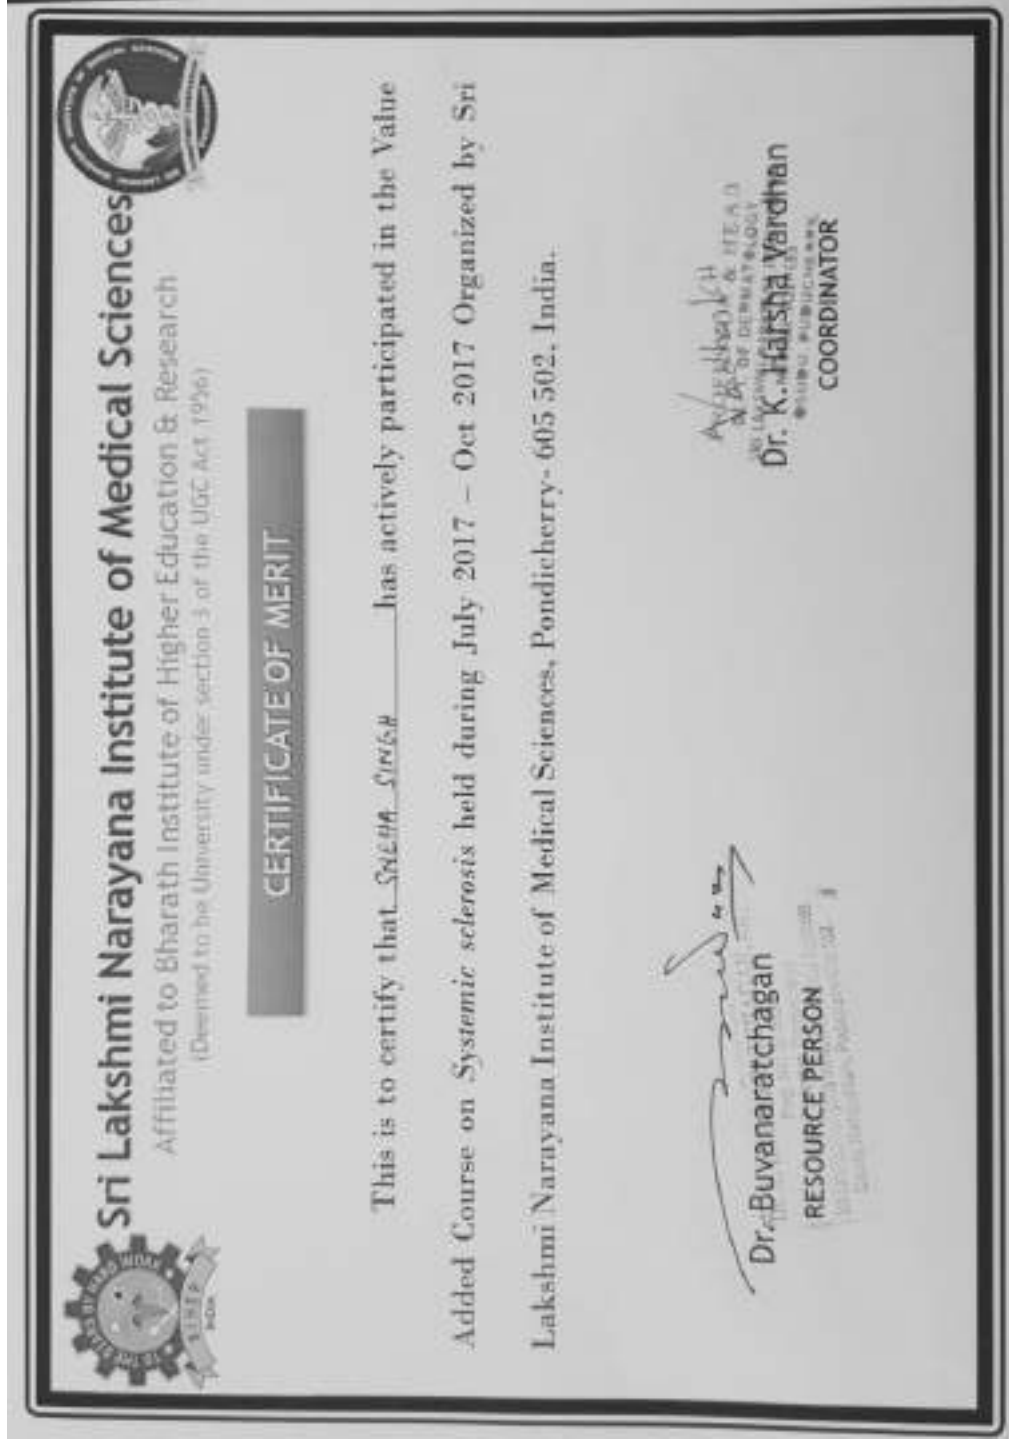 Sri Lakshmi Narayana Institute of Medical Sciences
Affiliated to Bharath Institute of Higher Education & Research
(Deemed to be University under section 3 of the UGC Act 1956)
CERTIFICATE OF MERIT
This is to certify that SNEHA SINGH has actively participated in the Value
Added Course on Systemic sclerosis held during July 2017 – Oct 2017 Organized by Sri
Lakshmi Narayana Institute of Medical Sciences, Pondicherry- 605 502, India.
Dr. Buvanaratchagan
RESOURCE PERSON
& HEAD
OF DERMATOLOGY
Dr. K. Harsha Vardhan
COORDINATOR